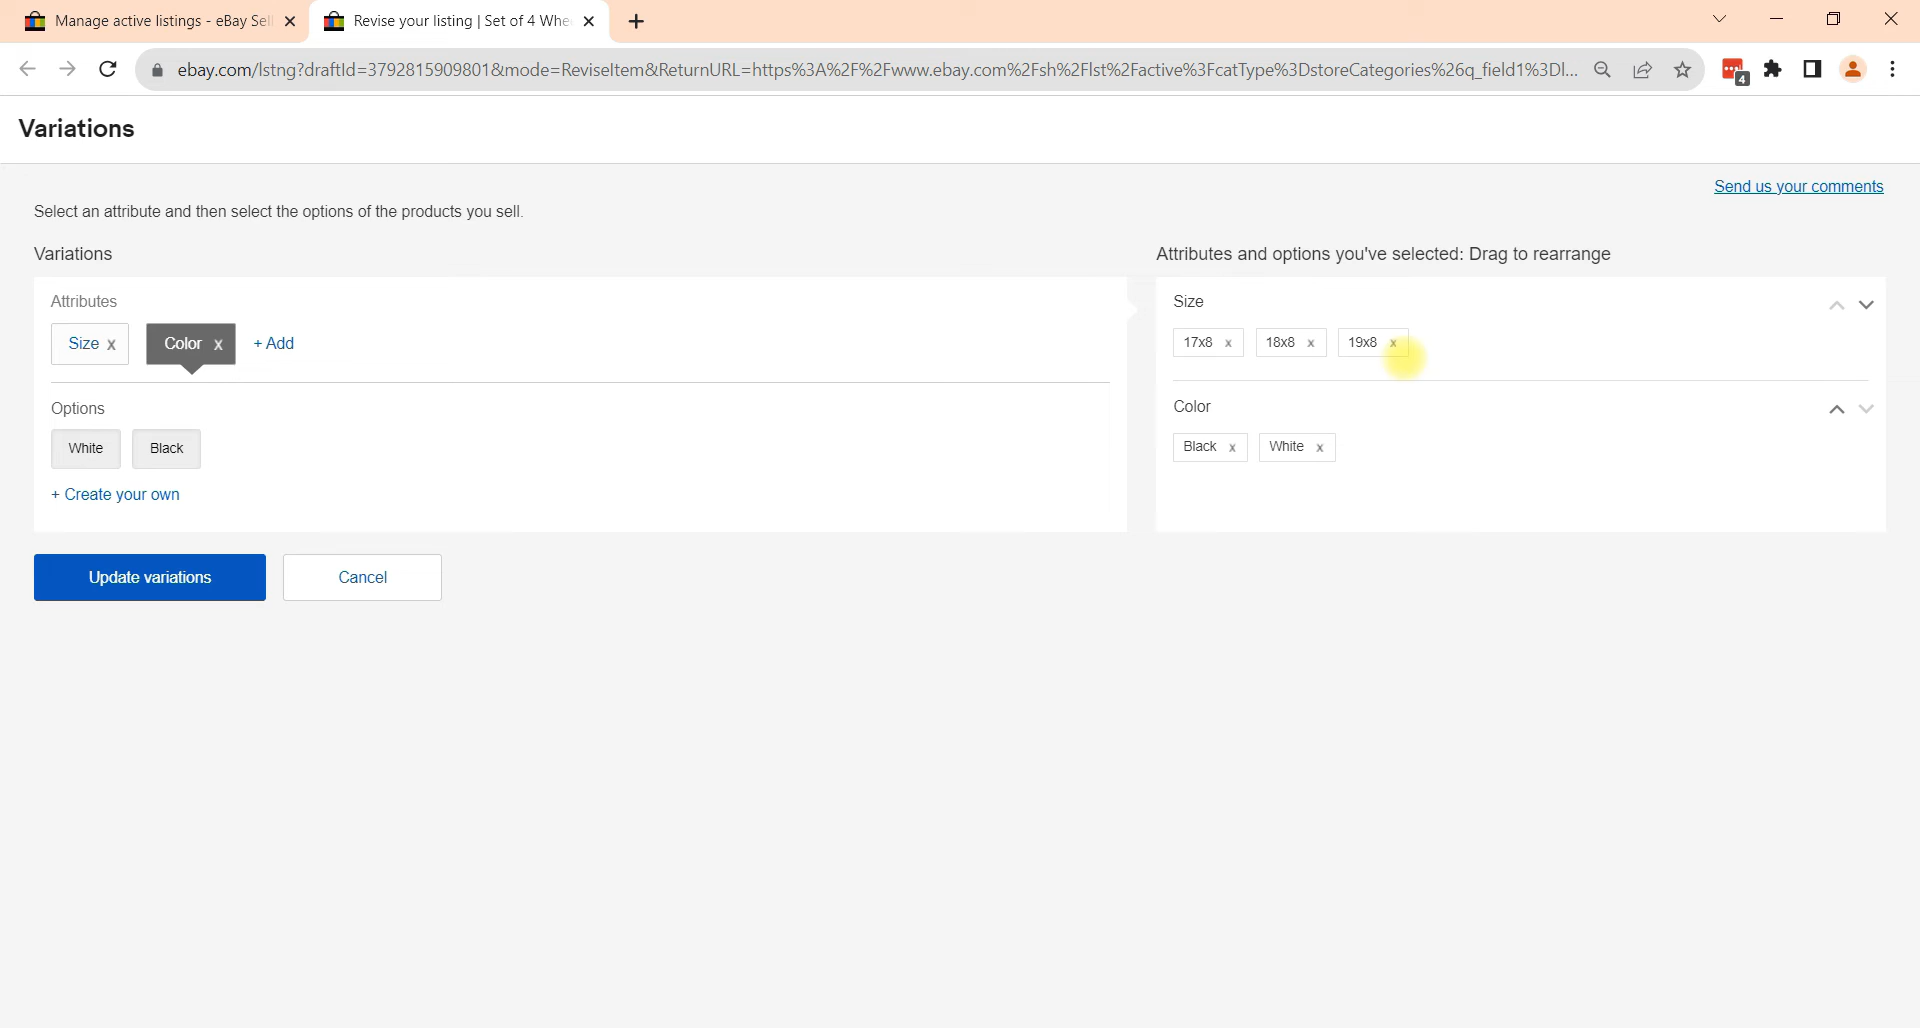 Manage active listings - eBay Sell
Revise your listing | Set of 4 Whe
ebay.com/lstng?draftId=3792815909801&mode=ReviseItem&ReturnURL=https%3A%2F%2Fwww.ebay.com%2Fsh%2Flst%2Factive%3FcatType%3DstoreCategories%26q_field1%3Dl...
4
Variations
Send us your comments
Select an attribute and then select the options of the products you sell.
Variations
Attributes and options you've selected: Drag to rearrange
Attributes
Size x
Color x
+ Add
Options
White
Black
+ Create your own
Size
17x8 x
18x8 x
19x8 x
Color
Black x
White x
Update variations
Cancel